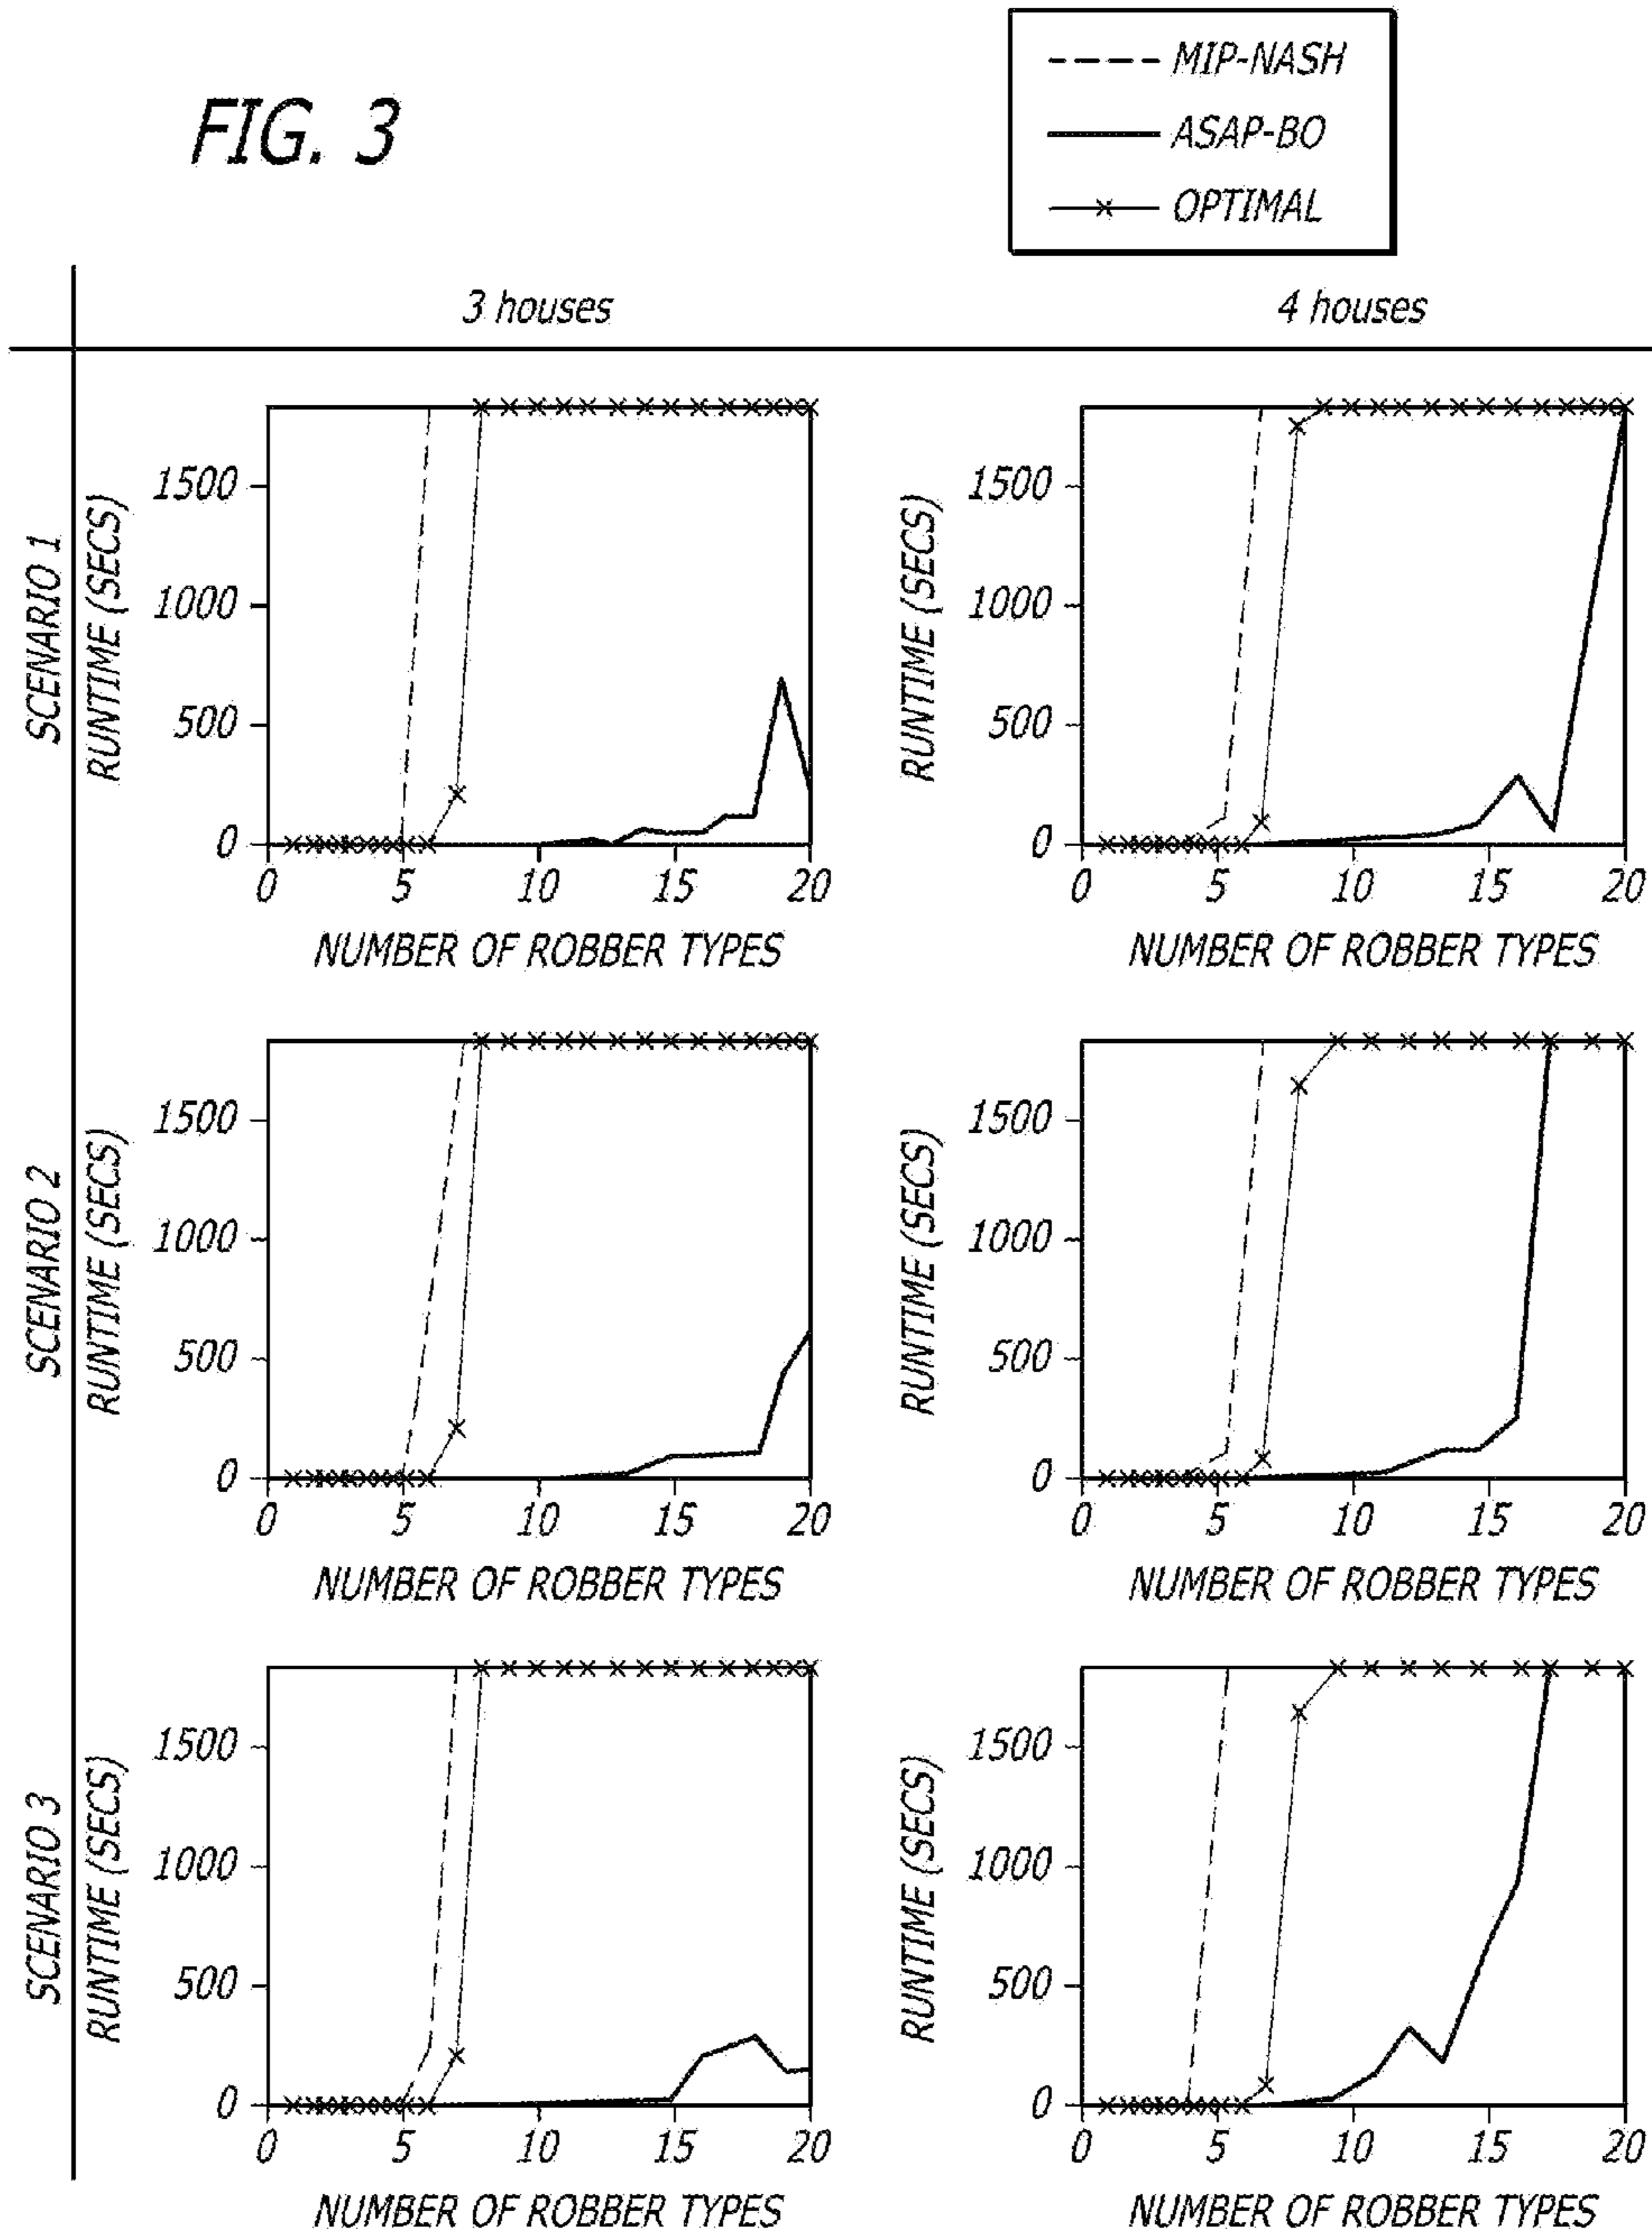 FIG. 3
MIP-NASH
ASAP-BO
OPTIMAL
3 houses
4 houses
SCENARIO 1
RUNTIME (SECS)
1500
1000
500
0
0 5 10 15 20
NUMBER OF ROBBER TYPES
RUNTIME (SECS)
1500
1000
500
0
0 5 10 15 20
NUMBER OF ROBBER TYPES
SCENARIO 2
RUNTIME (SECS)
1500
1000
500
0
0 5 10 15 20
NUMBER OF ROBBER TYPES
RUNTIME (SECS)
1500
1000
500
0
0 5 10 15 20
NUMBER OF ROBBER TYPES
SCENARIO 3
RUNTIME (SECS)
1500
1000
500
0
0 5 10 15 20
NUMBER OF ROBBER TYPES
RUNTIME (SECS)
1500
1000
500
0
0 5 10 15 20
NUMBER OF ROBBER TYPES